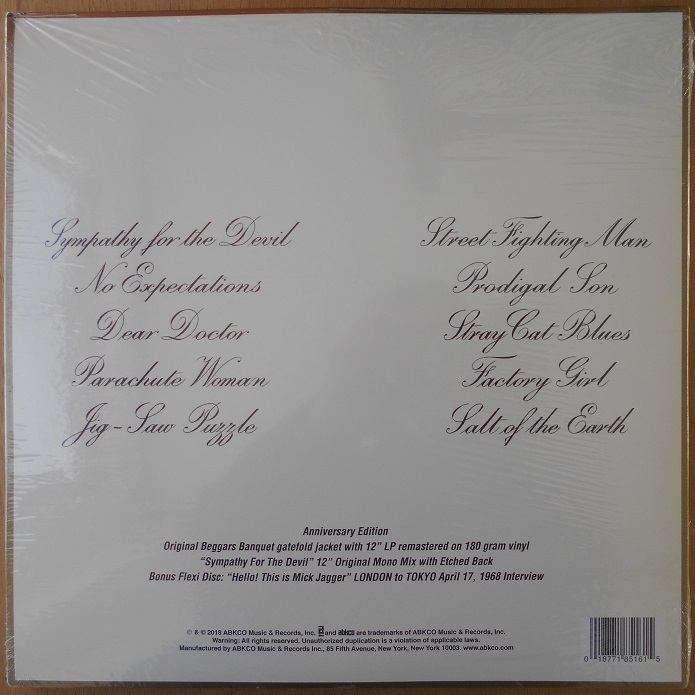 Sympathy for the Devil
No Expectations
Dear Doctor
Parachute Woman
Jig-Saw Puzzle
Street Fighting Man
Prodigal Son
Stray Cat Blues
Factory Girl
Salt of the Earth
Anniversary Edition
Original Beggars Banquet gatefold jacket with 12" LP remastered on 180 gram vinyl
"Sympathy For The Devil" 12" Original Mono Mix with Etched Back
Bonus Flexi Disc: "Hello! This is Mick Jagger" LONDON to TOKYO April 17, 1968 Interview
℗ & © 2018 ABKCO Music & Records, Inc. and abkco are trademarks of ABKCO Music & Records, Inc.
Warning: All rights reserved. Unauthorized duplication is a violation of applicable laws.
Manufactured by ABKCO Music & Records, Inc., 85 Fifth Avenue, New York, New York 10003. www.abkco.com
0 18771 85161 5